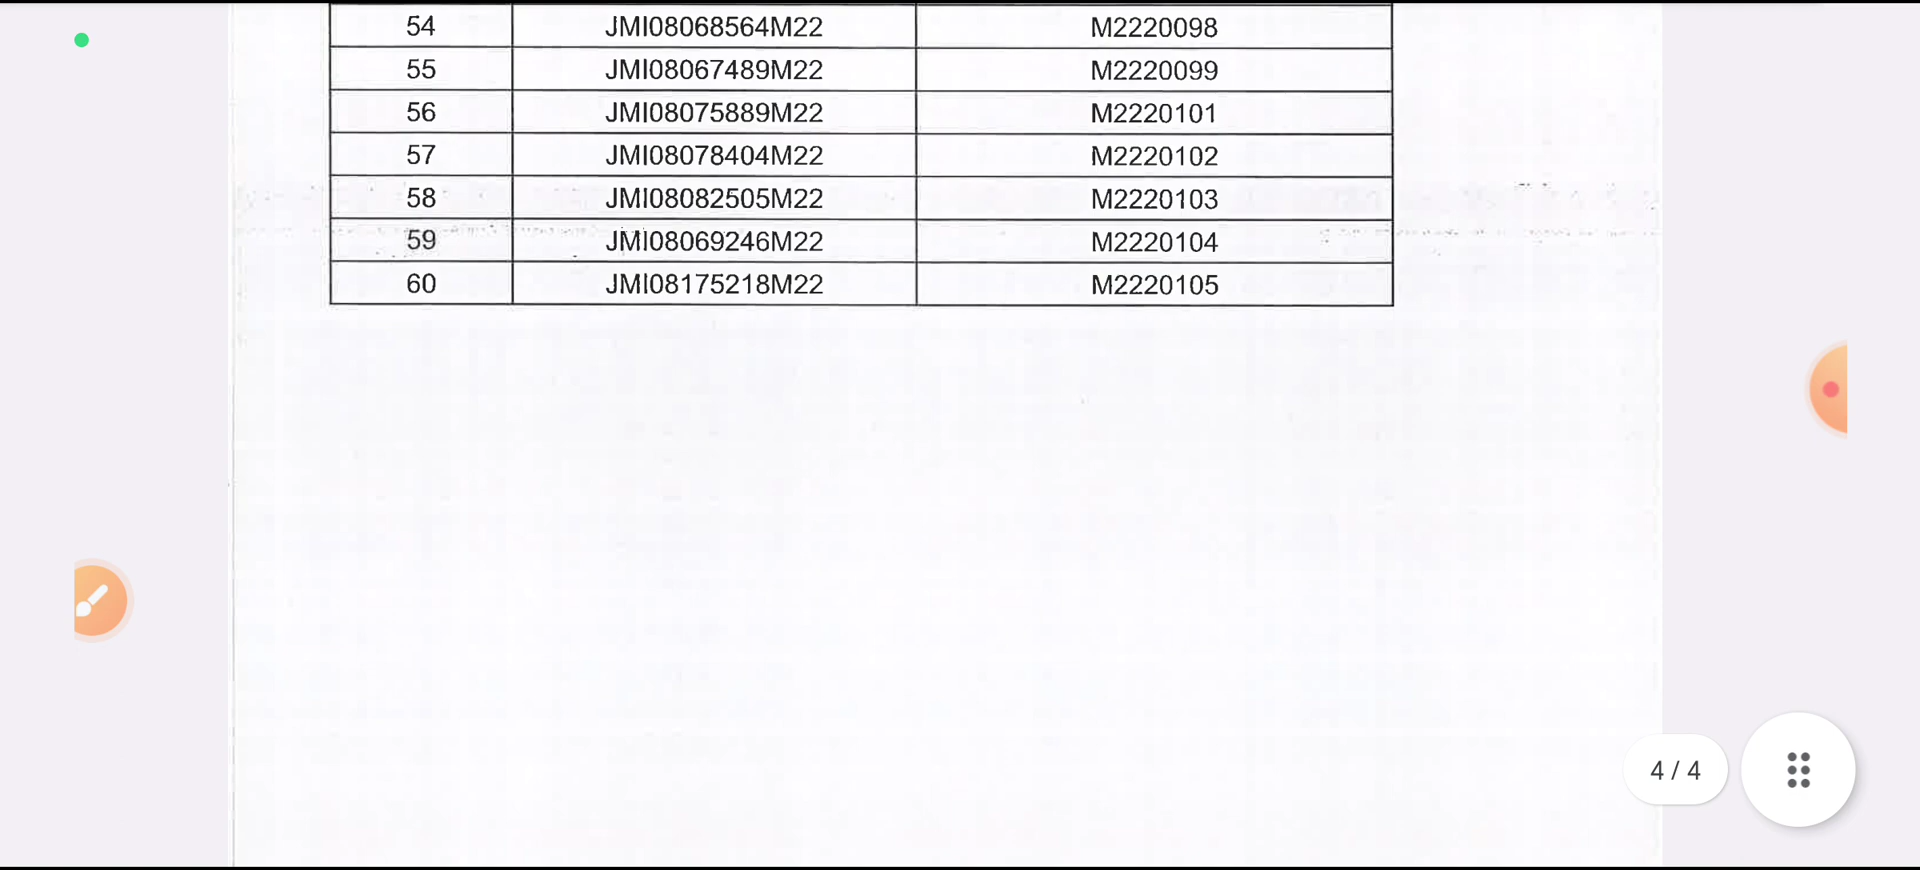 54 JMI08068564M22 M2220098
55 JMI08067489M22 M2220099
56 JMI08075889M22 M2220101
57 JMI08078404M22 M2220102
58 JMI08082505M22 M2220103
59 JMI08069246M22 M2220104
60 JMI08175218M22 M2220105
4 / 4